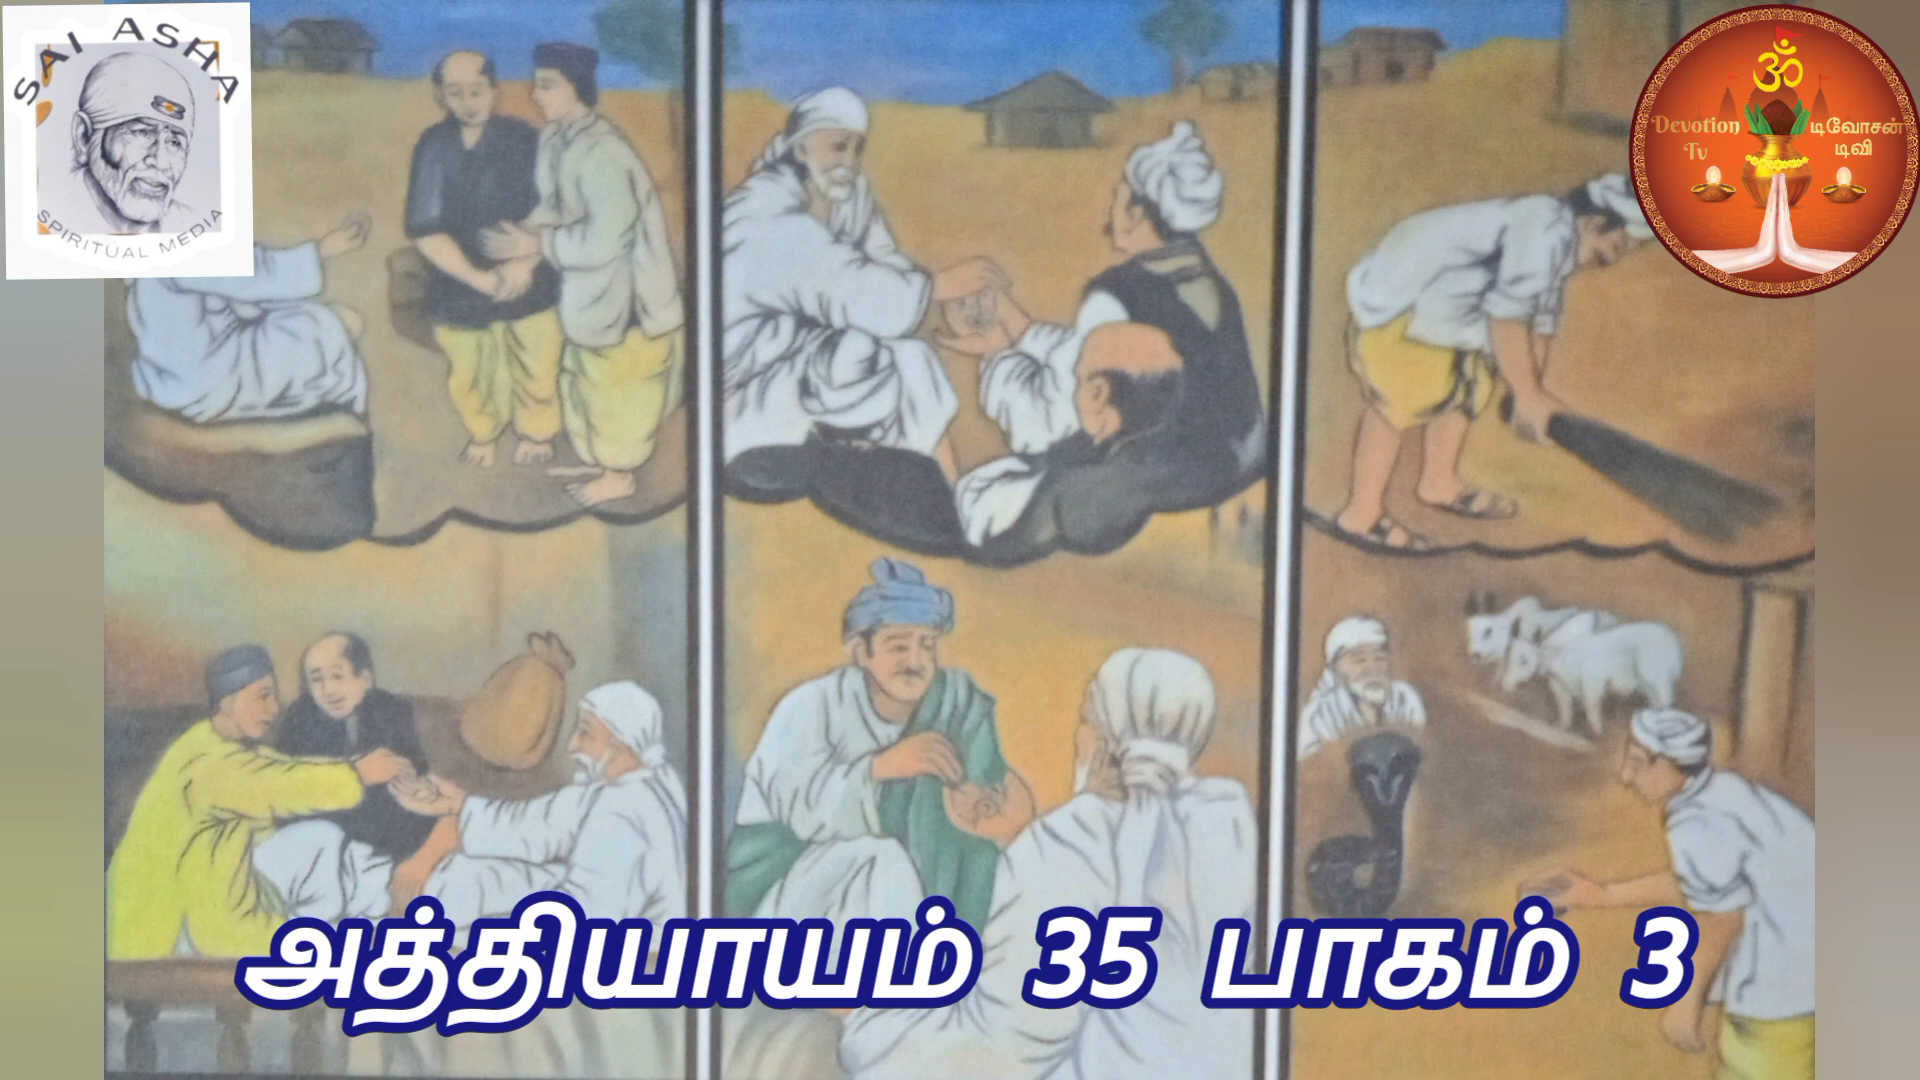 SAI ASHA
SPIRITUAL MEDIA
ॐ
Devotion
Tv
டிவோசன்
டிவி
அத்தியாயம் 35 பாகம் 3